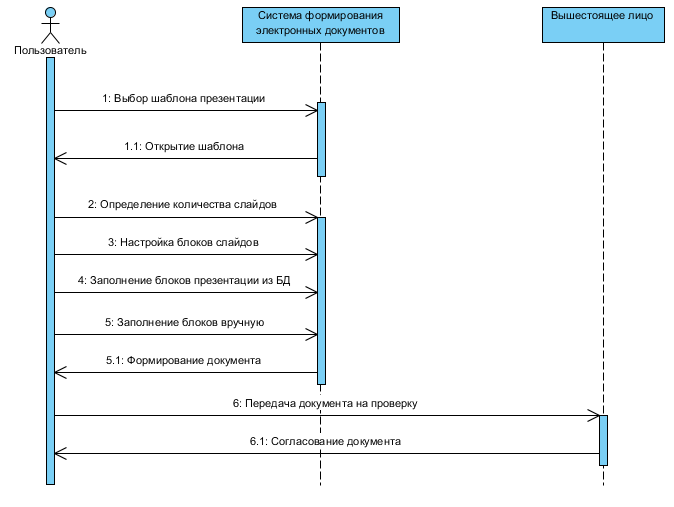 Система формирования
электронных документов
Вышестоящее лицо
Пользователь
1: Выбор шаблона презентации
1.1: Открытие шаблона
2: Определение количества слайдов
3: Настройка блоков слайдов
4: Заполнение блоков презентации из БД
5: Заполнение блоков вручную
5.1: Формирование документа
6: Передача документа на проверку
6.1: Согласование документа